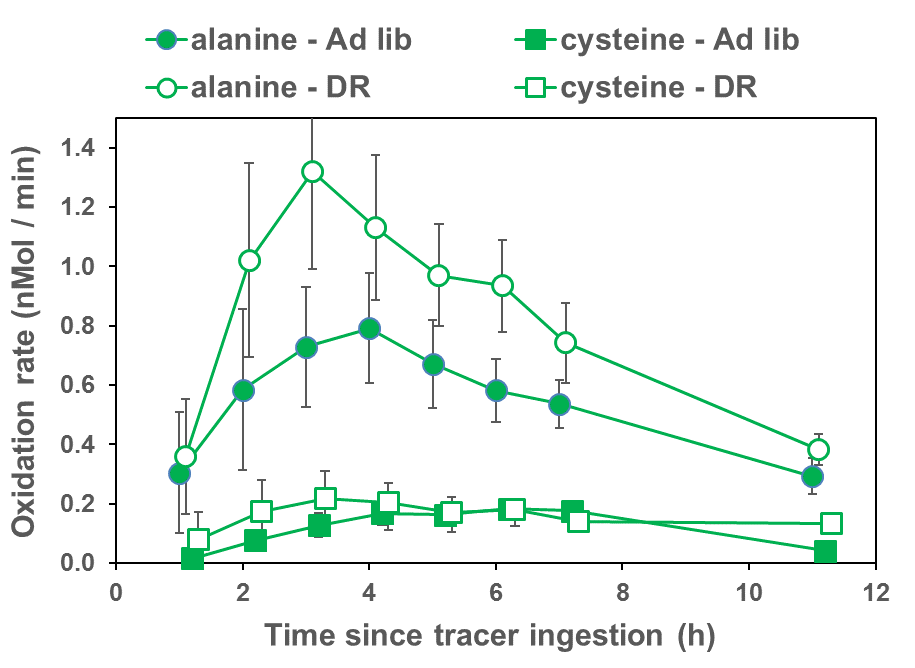 alanine - Ad lib
cysteine - Ad lib
alanine - DR
cysteine - DR
Oxidation rate (nMol / min)
1.4
1.2
1.0
0.8
0.6
0.4
0.2
0.0
0 2 4 6 8 10 12
Time since tracer ingestion (h)